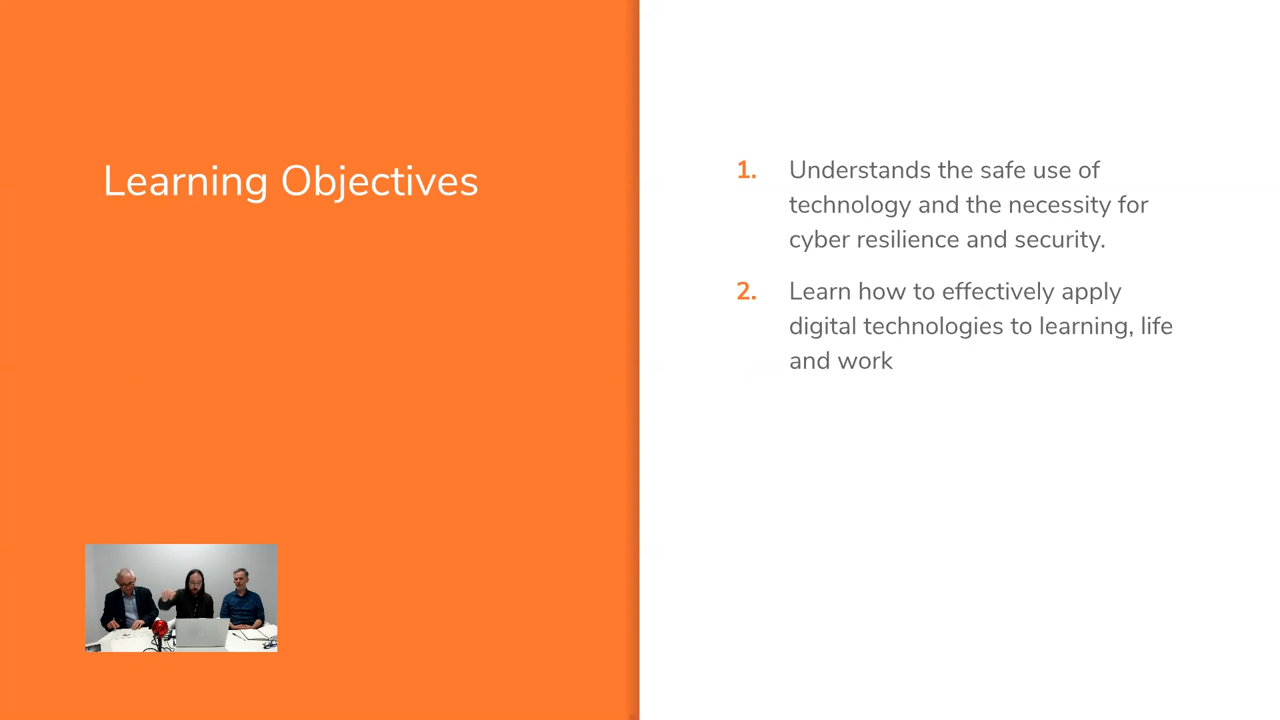 Learning Objectives
1. Understands the safe use of
technology and the necessity for
cyber resilience and security.
2. Learn how to effectively apply
digital technologies to learning, life
and work